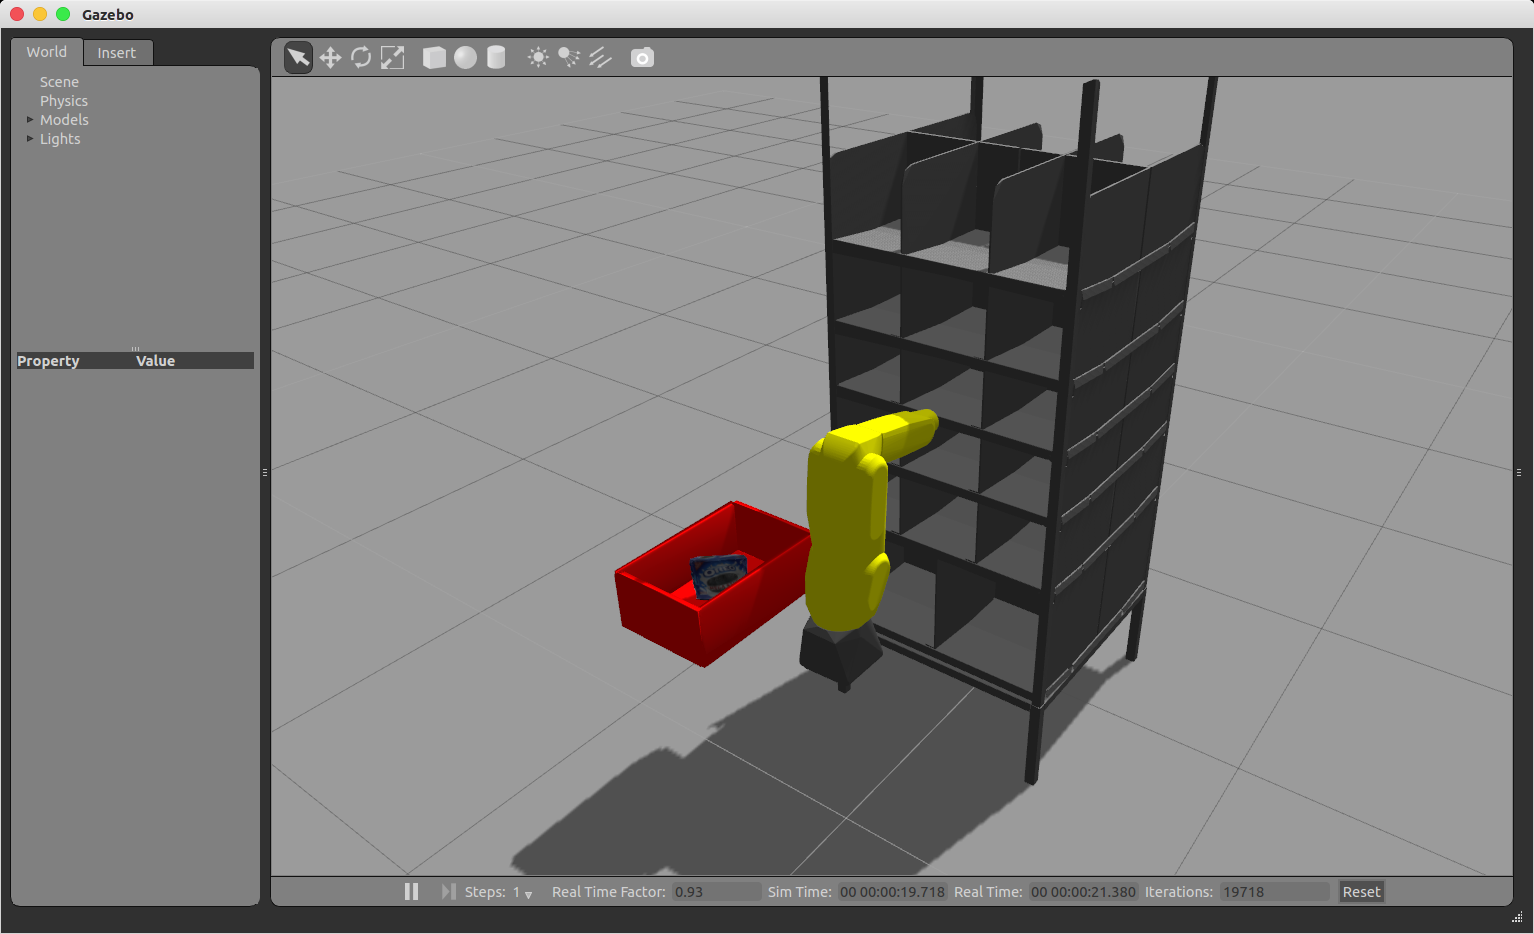 Gazebo
World Insert
Scene
Physics
Models
Lights
Property Value
Steps: 1 Real Time Factor: 0.93 Sim Time: 00 00:00:19.718 Real Time: 00 00:00:21.380 Iterations: 19718 Reset